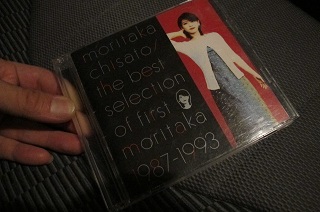 moritaka
chisato/
the best
selection
of first
moritaka
1987-1993